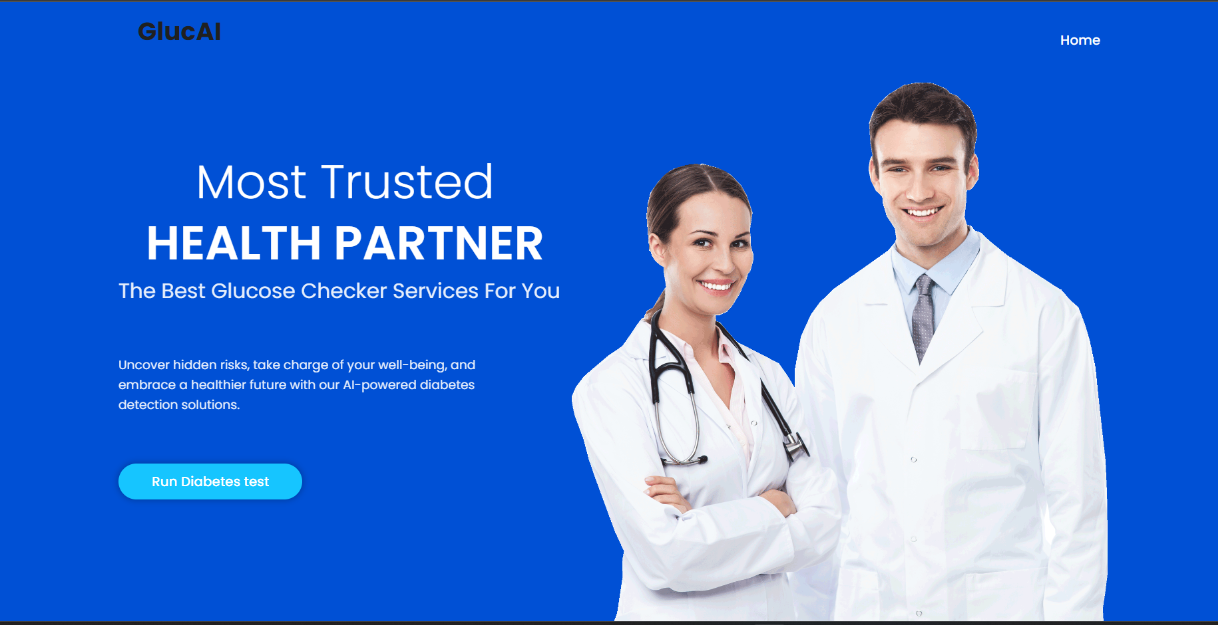 GlucAI
Home
Most Trusted
HEALTH PARTNER
The Best Glucose Checker Services For You
Uncover hidden risks, take charge of your well-being, and
embrace a healthier future with our AI-powered diabetes
detection solutions.
Run Diabetes test